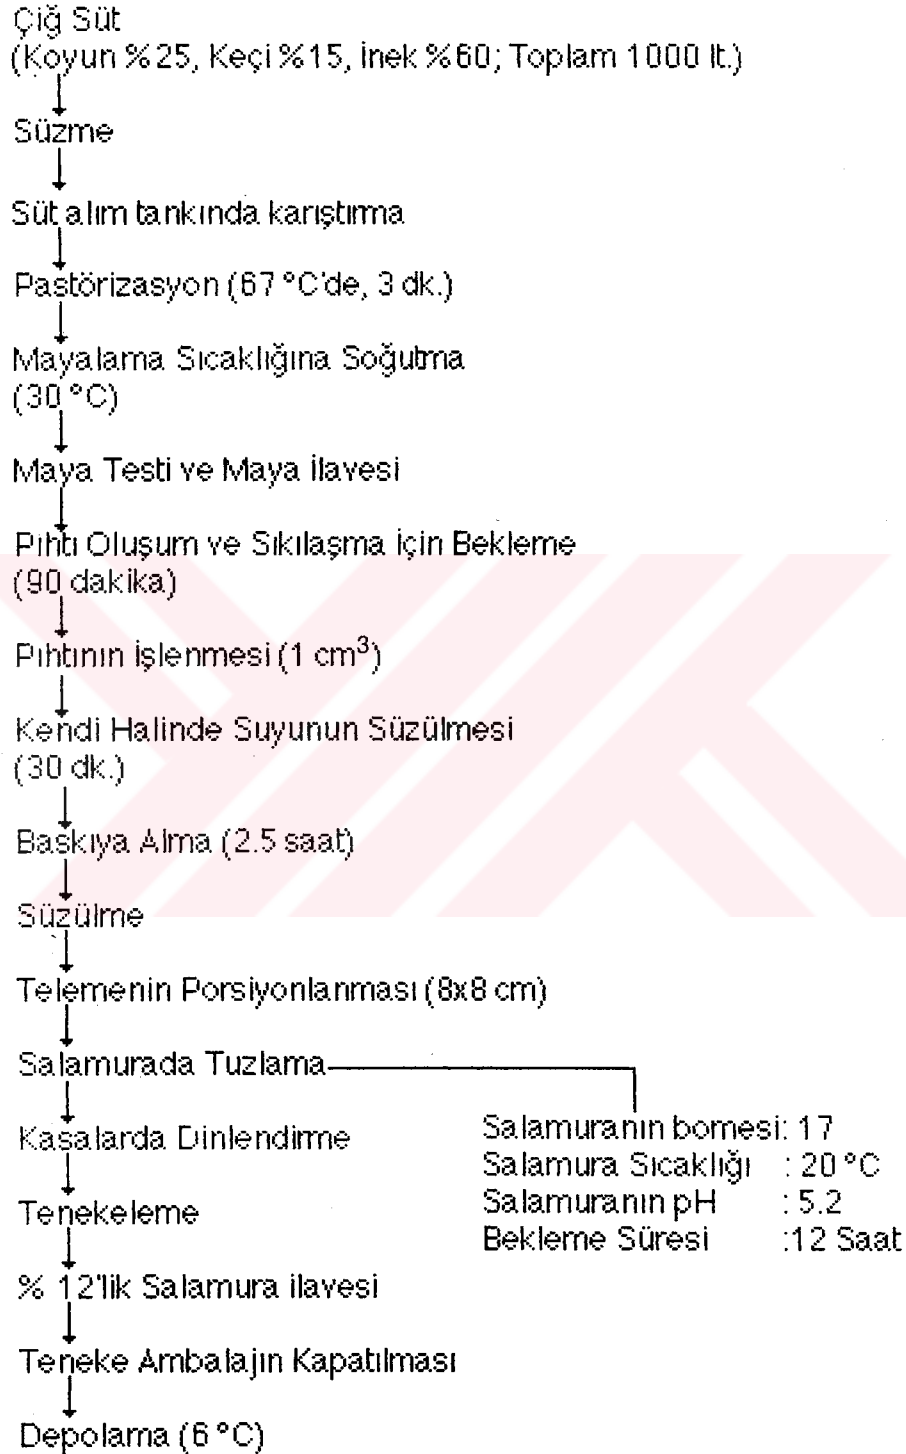 Çiğ Süt
(Koyun %25, Keçi %15, İnek %60; Toplam 1000 lt.)
Süzme
Süt alım tankında karıştırma
Pastörizasyon (67 °C'de, 3 dk.)
Mayalama Sıcaklığına Soğutma
(30 °C)
Maya Testi ve Maya İlavesi
Pıhtı Oluşum ve Sıkılaşma İçin Bekleme
(90 dakika)
Pıhtının İşlenmesi (1 cm³)
Kendi Halinde Suyunun Süzülmesi
(30 dk.)
Baskıya Alma (2.5 saat)
Süzülme
Telemenin Porsiyonlanması (8x8 cm)
Salamurada Tuzlama
Salamuranın bomesi: 17
Salamura Sıcaklığı : 20 °C
Salamuranın pH : 5.2
Bekleme Süresi :12 Saat
Kasalarda Dinlendirme
Tenekeleme
% 12'lik Salamura ilavesi
Teneke Ambalajın Kapatılması
Depolama (6 °C)